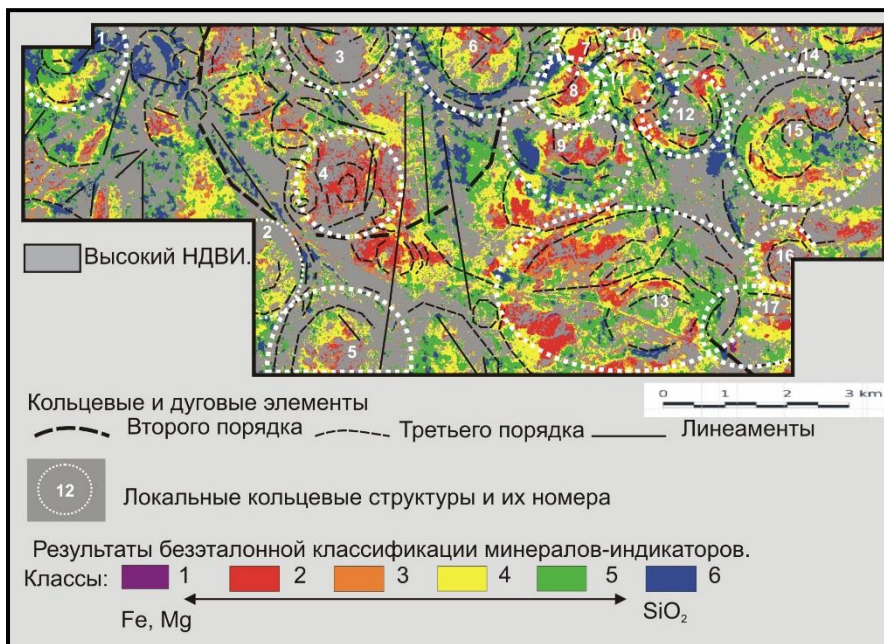 1
3
6
7
10
14
8
11
12
15
9
4
2
16
13
17
5
Высокий НДВИ.
0 1 2 3 km
Кольцевые и дуговые элементы
Второго порядка Третьего порядка Линеаменты
12 Локальные кольцевые структуры и их номера
Результаты безэталонной классификации минералов-индикаторов.
Классы: 1 2 3 4 5 6
Fe, Mg SiO₂